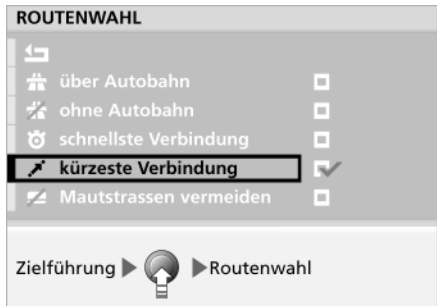 ROUTENWAHL
über Autobahn
ohne Autobahn
schnellste Verbindung
kürzeste Verbindung
Mautstrassen vermeiden
Zielführung Routenwahl